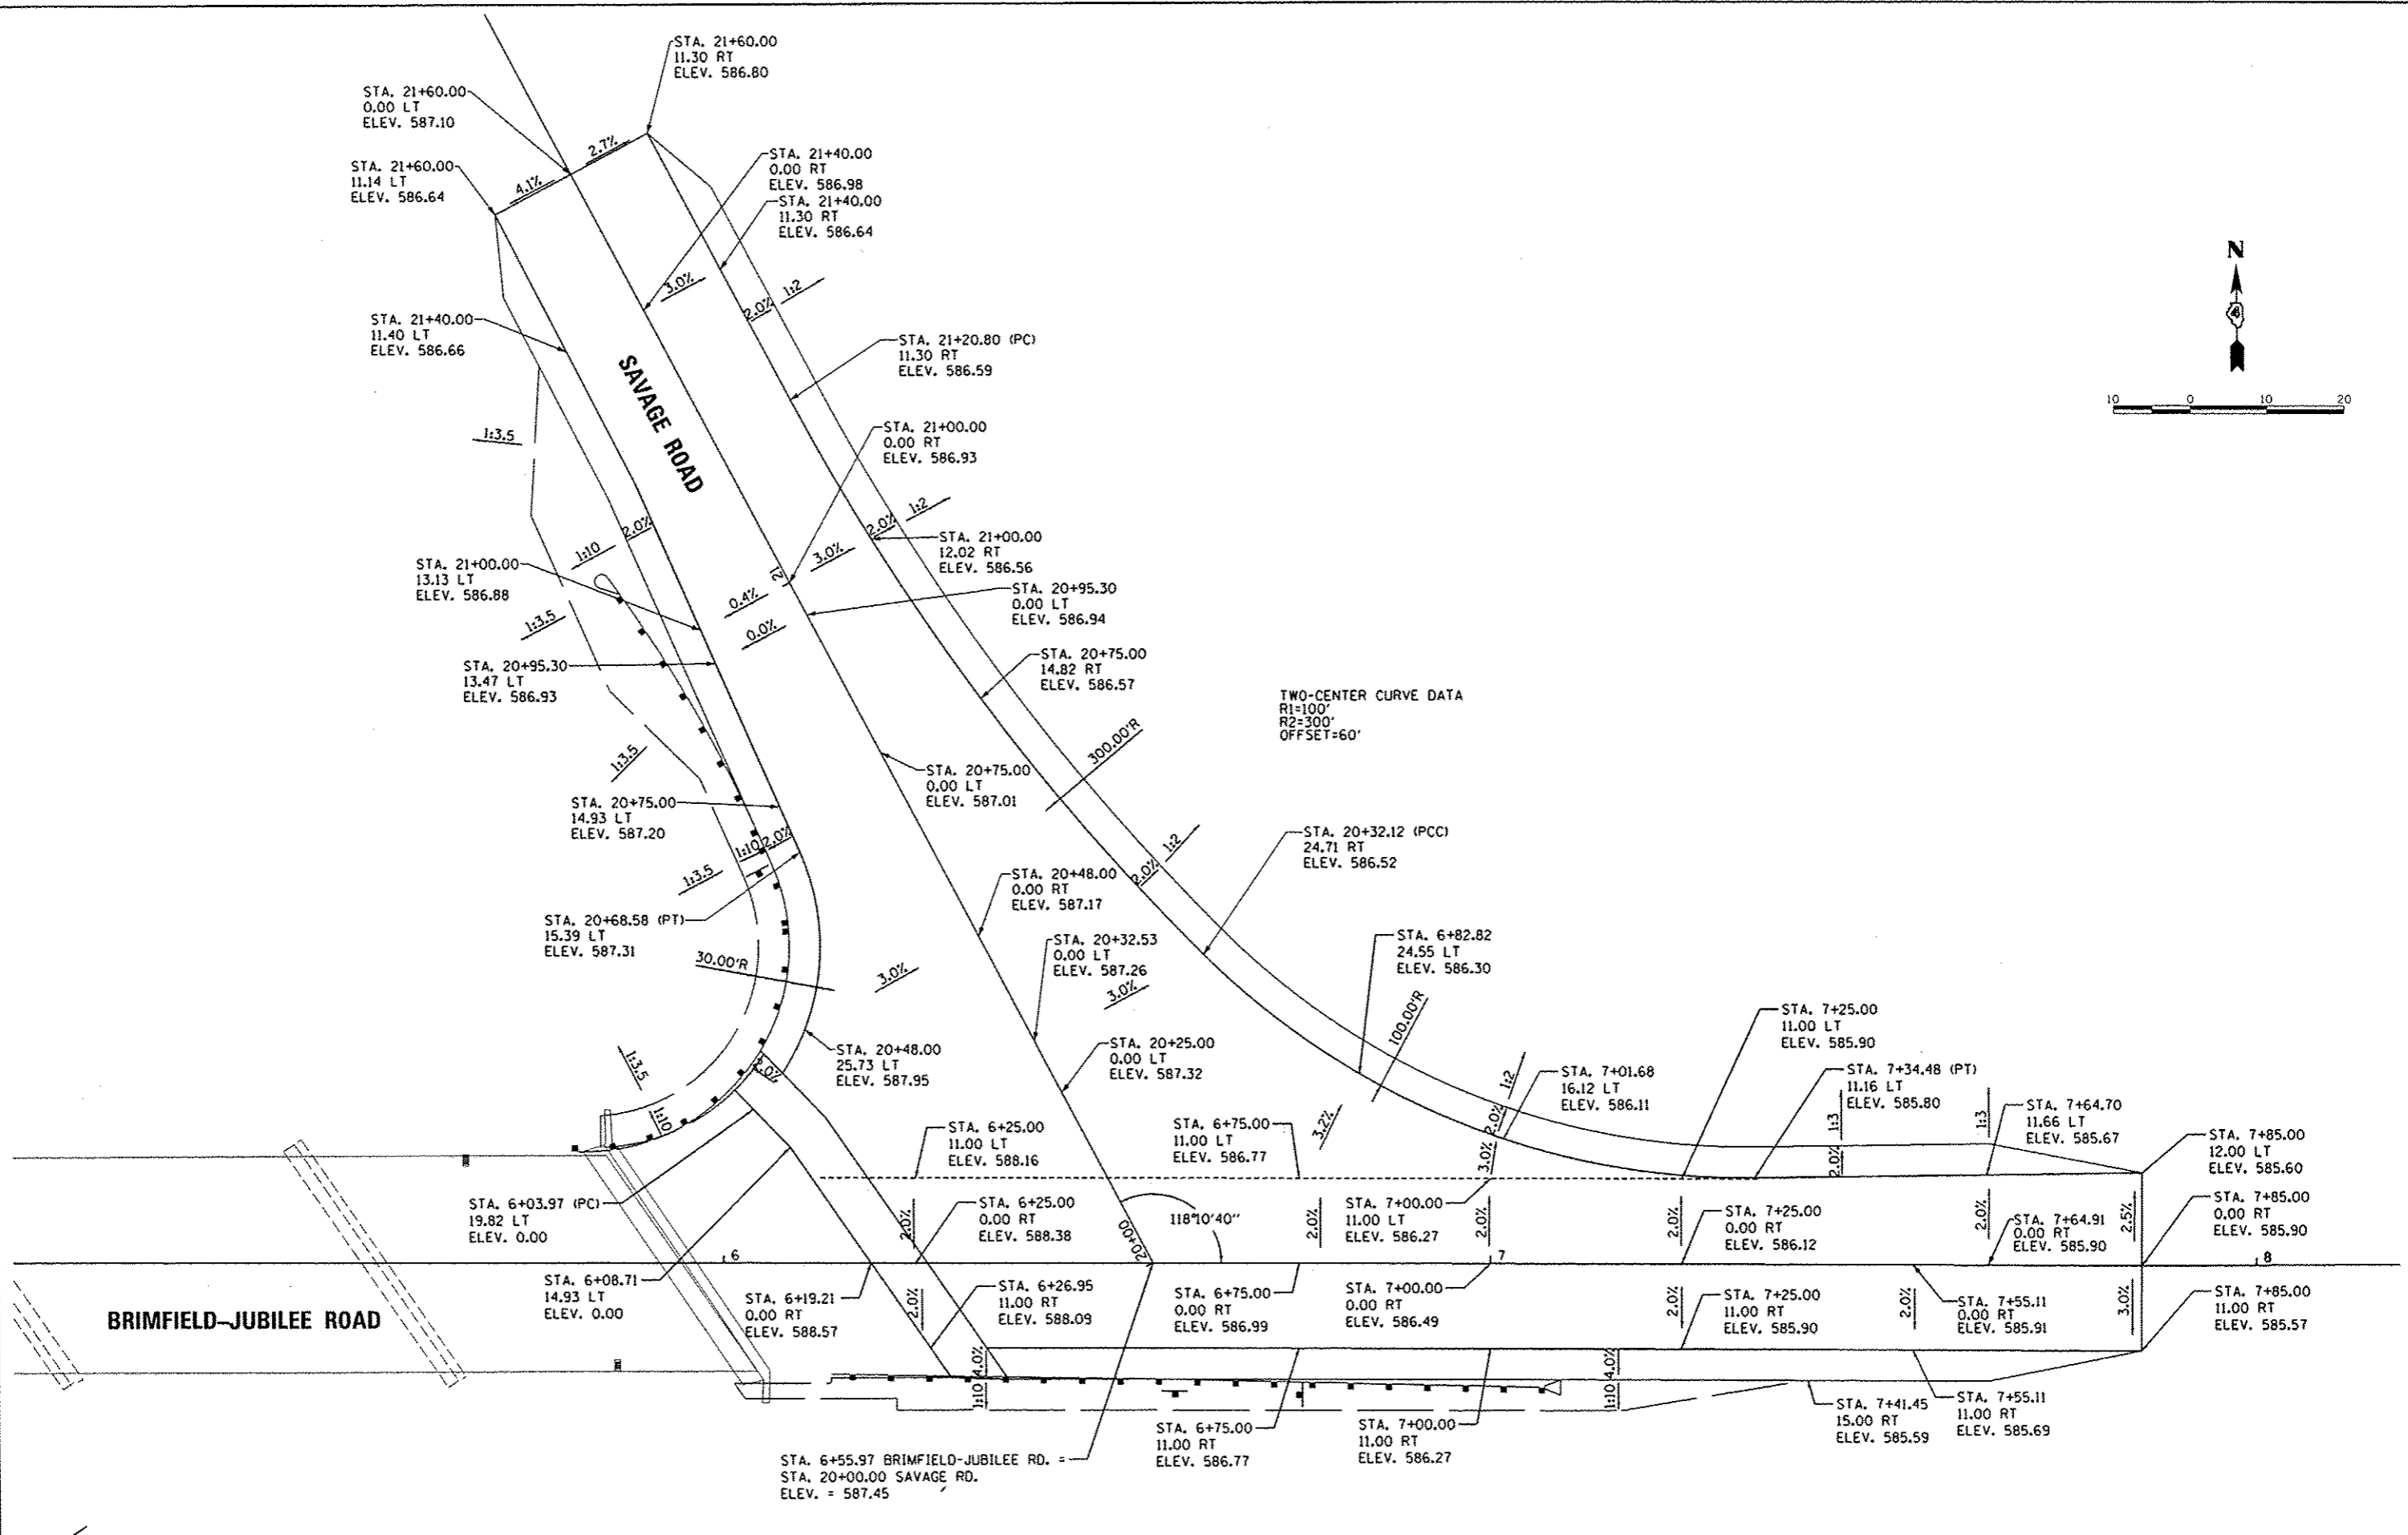 STA. 21+60.00
11.30 RT
ELEV. 586.80
STA. 21+60.00
0.00 LT
ELEV. 587.10
STA. 21+60.00
11.14 LT
ELEV. 586.64
2.7%
4.1%
STA. 21+40.00
0.00 RT
ELEV. 586.98
STA. 21+40.00
11.30 RT
ELEV. 586.64
N
10 0 10 20
3.0%
2.0%
1:2
STA. 21+40.00
11.40 LT
ELEV. 586.66
STA. 21+20.80 (PC)
11.30 RT
ELEV. 586.59
SAVAGE ROAD
1:3.5
STA. 21+00.00
0.00 RT
ELEV. 586.93
2.0%
1:2
2.0%
1:10
STA. 21+00.00
12.02 RT
ELEV. 586.56
STA. 21+00.00
13.13 LT
ELEV. 586.88
21
3.0%
0.4%
0.0%
STA. 20+95.30
0.00 LT
ELEV. 586.94
1:3.5
STA. 20+95.30
13.47 LT
ELEV. 586.93
STA. 20+75.00
14.82 RT
ELEV. 586.57
TWO-CENTER CURVE DATA
R1=100'
R2=300'
OFFSET=60'
300.00'R
1:3.5
STA. 20+75.00
0.00 LT
ELEV. 587.01
STA. 20+75.00
14.93 LT
ELEV. 587.20
1:10
2.0%
1:3.5
STA. 20+32.12 (PCC)
24.71 RT
ELEV. 586.52
2.0%
1:2
STA. 20+48.00
0.00 RT
ELEV. 587.17
STA. 20+68.58 (PT)
15.39 LT
ELEV. 587.31
30.00'R
3.0%
STA. 20+32.53
0.00 LT
ELEV. 587.26
3.0%
STA. 6+82.82
24.55 LT
ELEV. 586.30
100.00'R
STA. 7+25.00
11.00 LT
ELEV. 585.90
STA. 20+48.00
25.73 LT
ELEV. 587.95
STA. 20+25.00
0.00 LT
ELEV. 587.32
1:3.5
2.0%
1:10
STA. 7+01.68
16.12 LT
ELEV. 586.11
1:2
2.0%
3.0%
3.2%
STA. 7+34.48 (PT)
11.16 LT
ELEV. 585.80
1:3
2.0%
1:3
STA. 7+64.70
11.66 LT
ELEV. 585.67
STA. 7+85.00
12.00 LT
ELEV. 585.60
STA. 6+25.00
11.00 LT
ELEV. 588.16
STA. 6+75.00
11.00 LT
ELEV. 586.77
STA. 6+03.97 (PC)
19.82 LT
ELEV. 0.00
STA. 6+25.00
0.00 RT
ELEV. 588.38
2.0%
20+00
118°10'40"
2.0%
STA. 7+00.00
11.00 LT
ELEV. 586.27
2.0%
2.0%
STA. 7+25.00
0.00 RT
ELEV. 586.12
2.0%
STA. 7+64.91
0.00 RT
ELEV. 585.90
2.5%
STA. 7+85.00
0.00 RT
ELEV. 585.90
6
7
8
STA. 6+08.71
14.93 LT
ELEV. 0.00
BRIMFIELD-JUBILEE ROAD
STA. 6+19.21
0.00 RT
ELEV. 588.57
2.0%
STA. 6+26.95
11.00 RT
ELEV. 588.09
STA. 6+75.00
0.00 RT
ELEV. 586.99
STA. 7+00.00
0.00 RT
ELEV. 586.49
2.0%
STA. 7+25.00
11.00 RT
ELEV. 585.90
2.0%
STA. 7+55.11
0.00 RT
ELEV. 585.91
3.0%
STA. 7+85.00
11.00 RT
ELEV. 585.57
4.0%
1:10
4.0%
1:10
STA. 6+75.00
11.00 RT
ELEV. 586.77
STA. 7+00.00
11.00 RT
ELEV. 586.27
STA. 7+41.45
15.00 RT
ELEV. 585.59
STA. 7+55.11
11.00 RT
ELEV. 585.69
STA. 6+55.97 BRIMFIELD-JUBILEE RD. =
STA. 20+00.00 SAVAGE RD.
ELEV. = 587.45